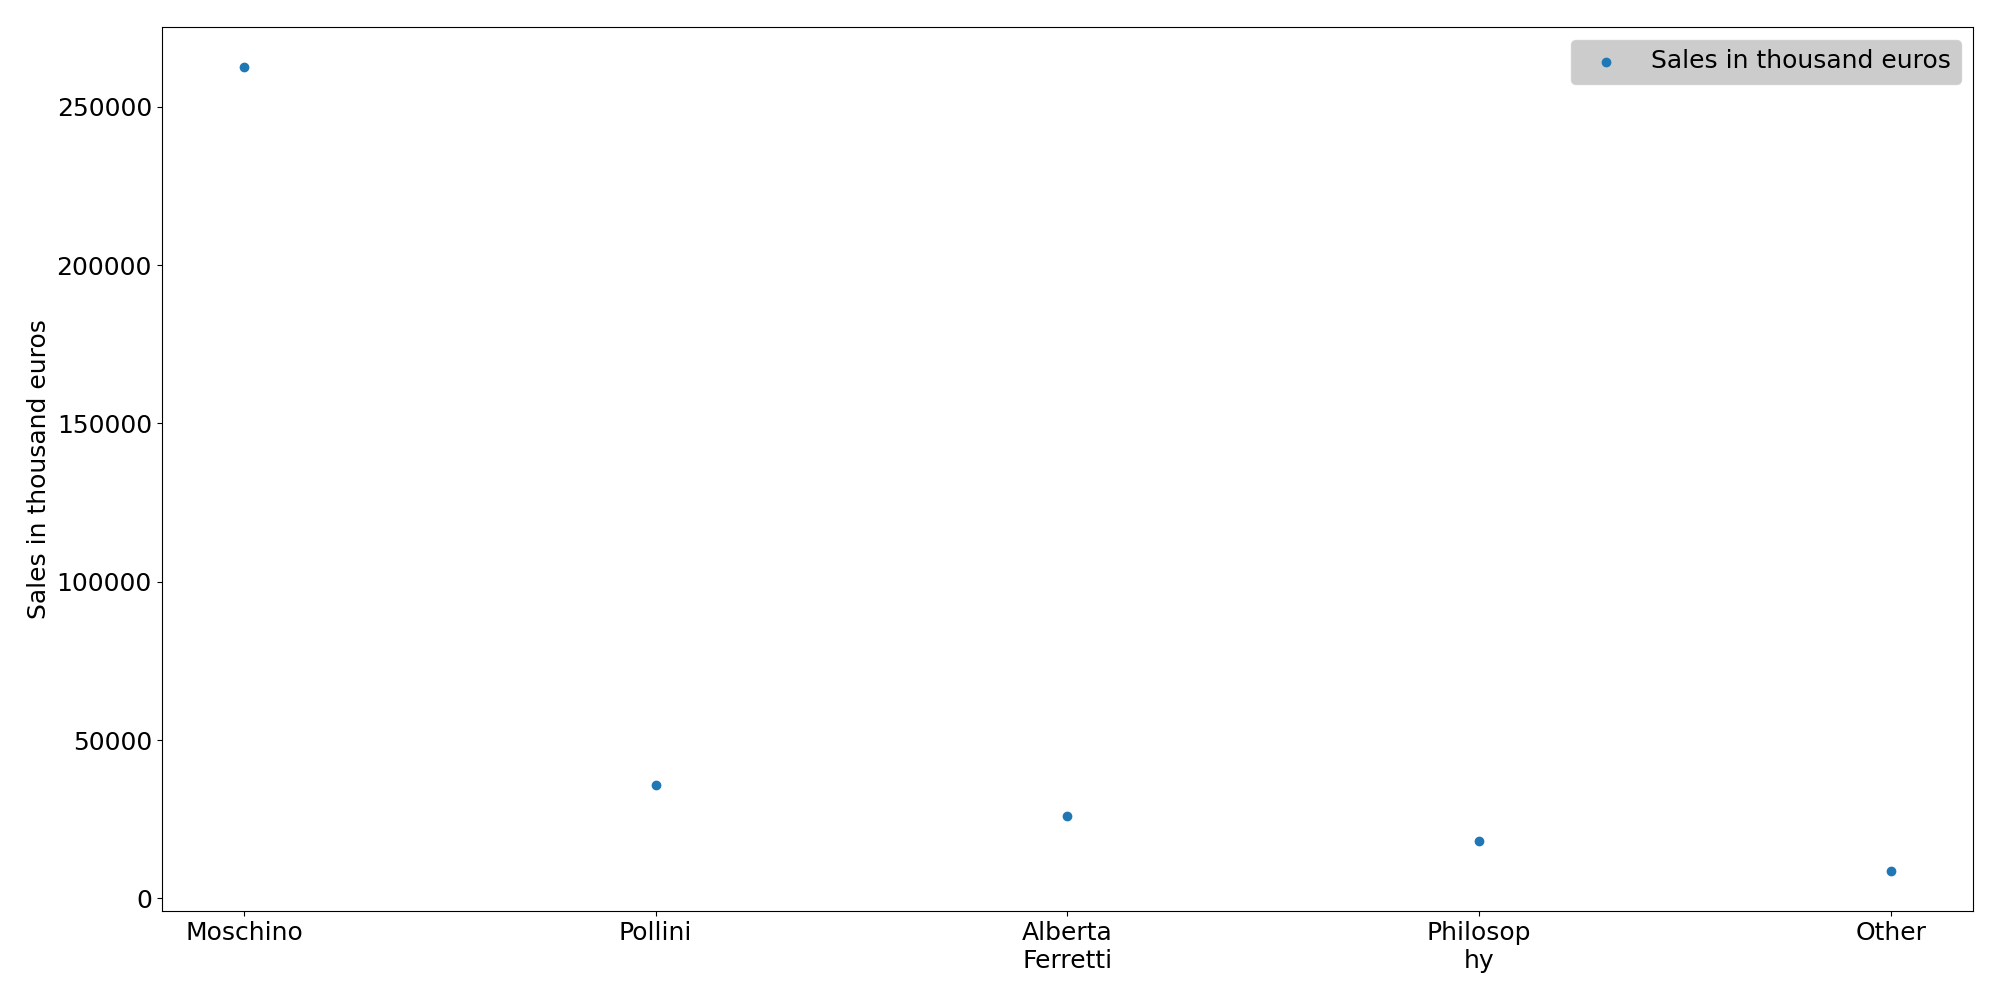 Sales in thousand euros
250000
200000
150000
100000
50000
0
Sales in thousand euros
Moschino
Pollini
Alberta
Ferretti
Philosop
hy
Other